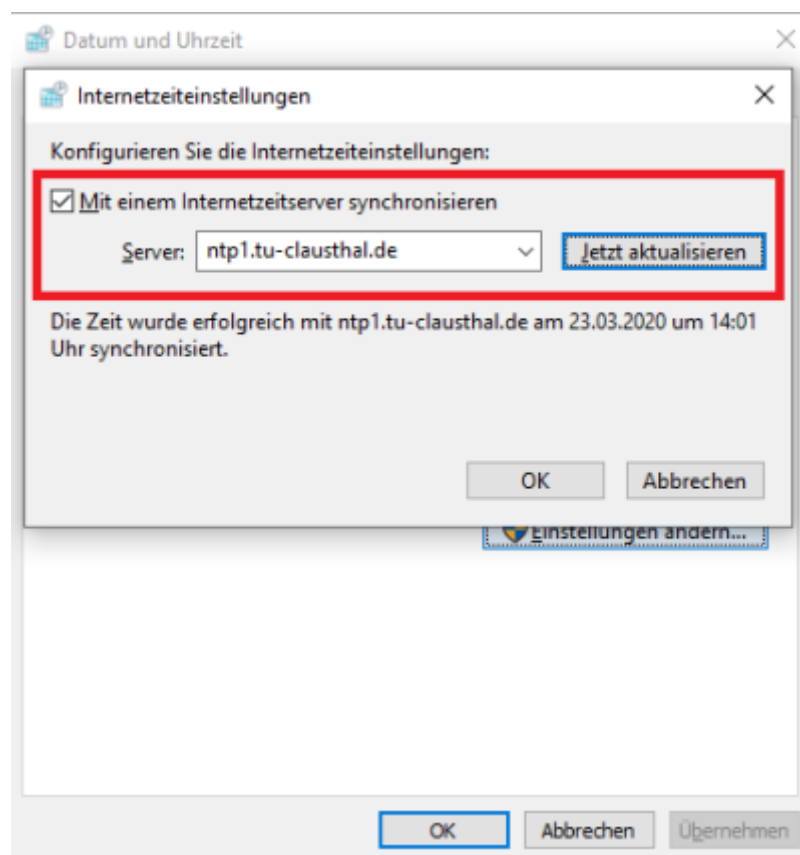 Datum und Uhrzeit
Internetzeiteinstellungen
Konfigurieren Sie die Internetzeiteinstellungen:
Mit einem Internetzeitserver synchronisieren
Server: ntp1.tu-clausthal.de Jetzt aktualisieren
Die Zeit wurde erfolgreich mit ntp1.tu-clausthal.de am 23.03.2020 um 14:01
Uhr synchronisiert.
OK Abbrechen
Einstellungen ändern...
OK Abbrechen Übernehmen